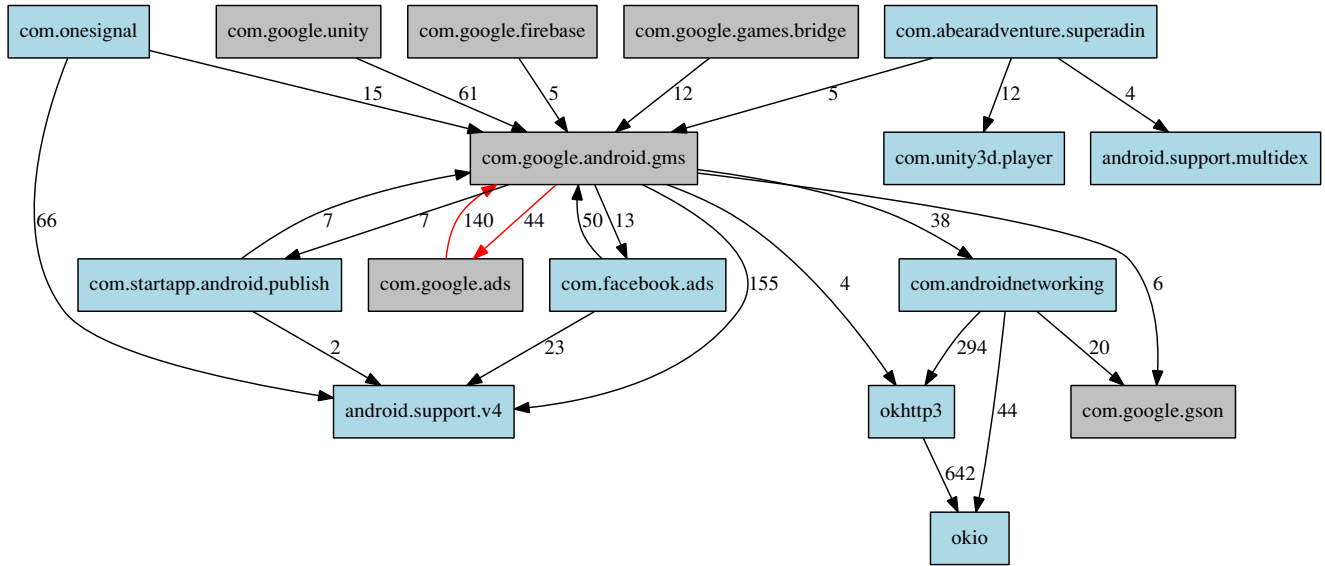 com.onesignal
com.google.unity
com.google.firebase
com.google.games.bridge
com.abearadventure.superadin
15
61
5
12
5
12
4
com.google.android.gms
com.unity3d.player
android.support.multidex
66
7
7
140
44
50
13
155
4
38
6
com.startapp.android.publish
com.google.ads
com.facebook.ads
com.androidnetworking
2
23
294
44
20
android.support.v4
okhttp3
com.google.gson
642
okio